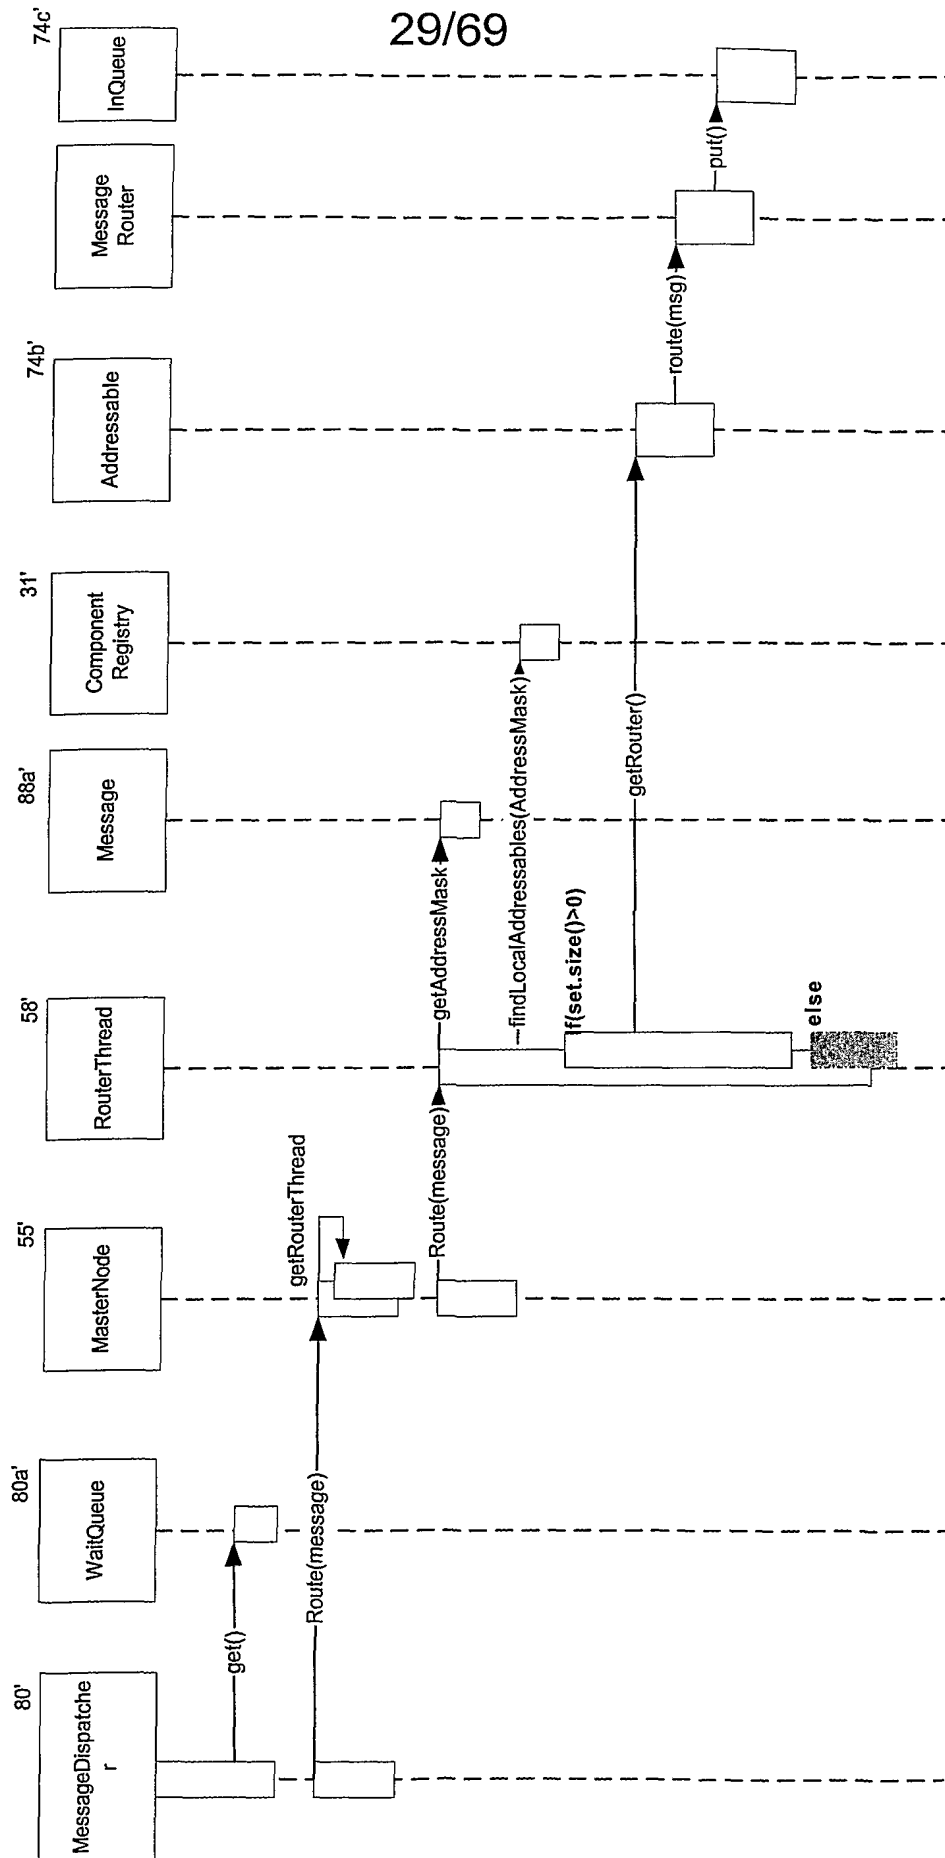 29/69
80'
MessageDispatche
r
80a'
WaitQueue
55'
MasterNode
58'
RouterThread
88a'
Message
31'
Component
Registry
74b'
Addressable
Message
Router
74c'
InQueue
get()
Route(message)
getRouterThread
Route(message)
getAddressMask
findLocalAddressables(AddressMask)
if(set.size()>0)
getRouter()
route(msg)
put()
else